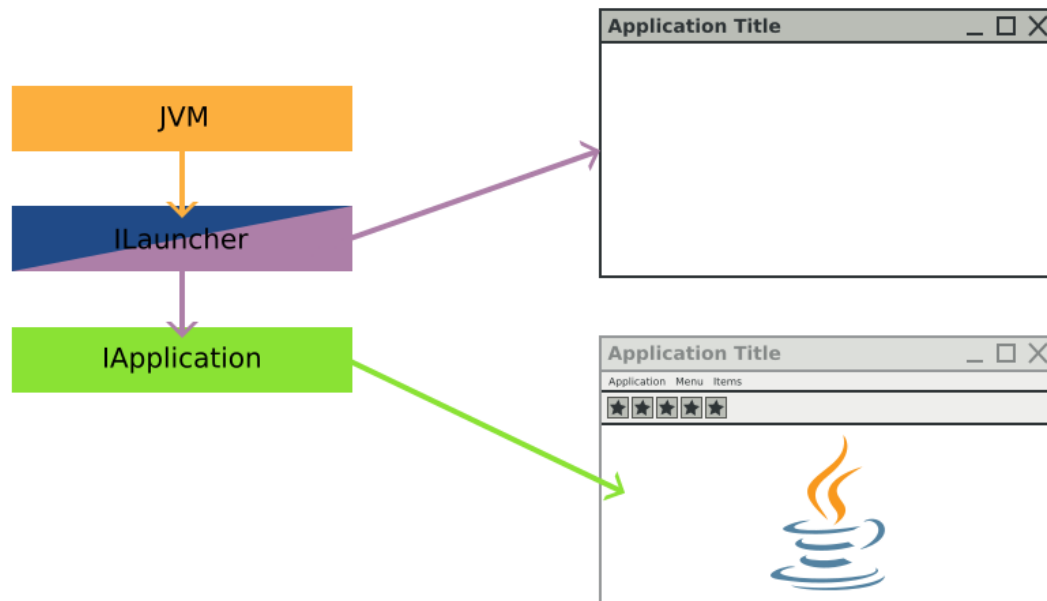 Application Title
JVM
ILauncher
IApplication
Application Title
Application Menu Items